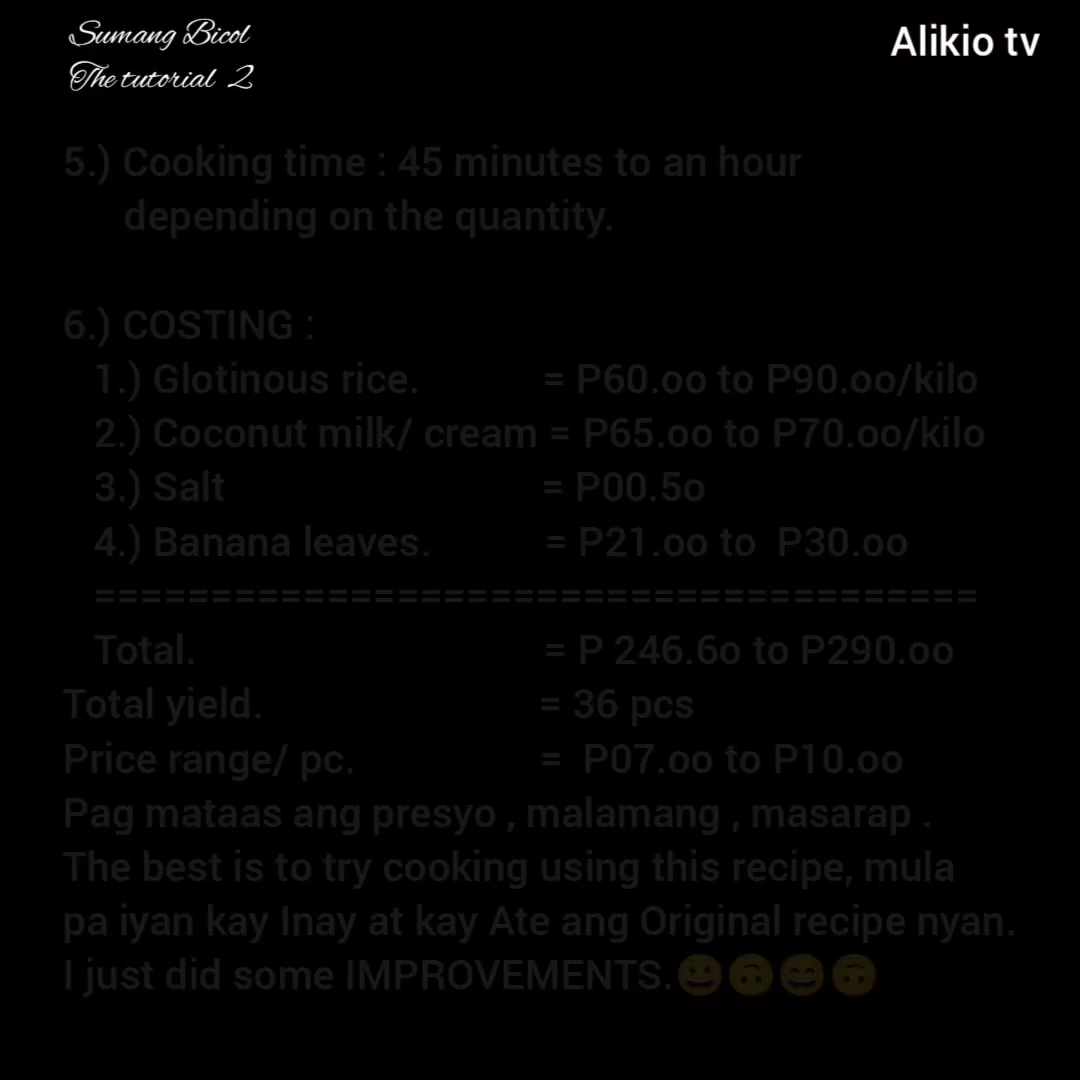 Sumang Bicol
The tutorial 2
Alikio tv
5.) Cooking time : 45 minutes to an hour
depending on the quantity.
6.) COSTING :
1.) Glotinous rice. = P60.oo to P90.oo/kilo
2.) Coconut milk/ cream = P65.oo to P70.oo/kilo
3.) Salt = P00.5o
4.) Banana leaves. = P21.oo to P30.oo
======================================
Total. = P 246.6o to P290.oo
Total yield. = 36 pcs
Price range/ pc. = P07.oo to P10.oo
Pag mataas ang presyo , malamang , masarap .
The best is to try cooking using this recipe, mula
pa iyan kay Inay at kay Ate ang Original recipe nyan.
I just did some IMPROVEMENTS.😀🙃😄🙃